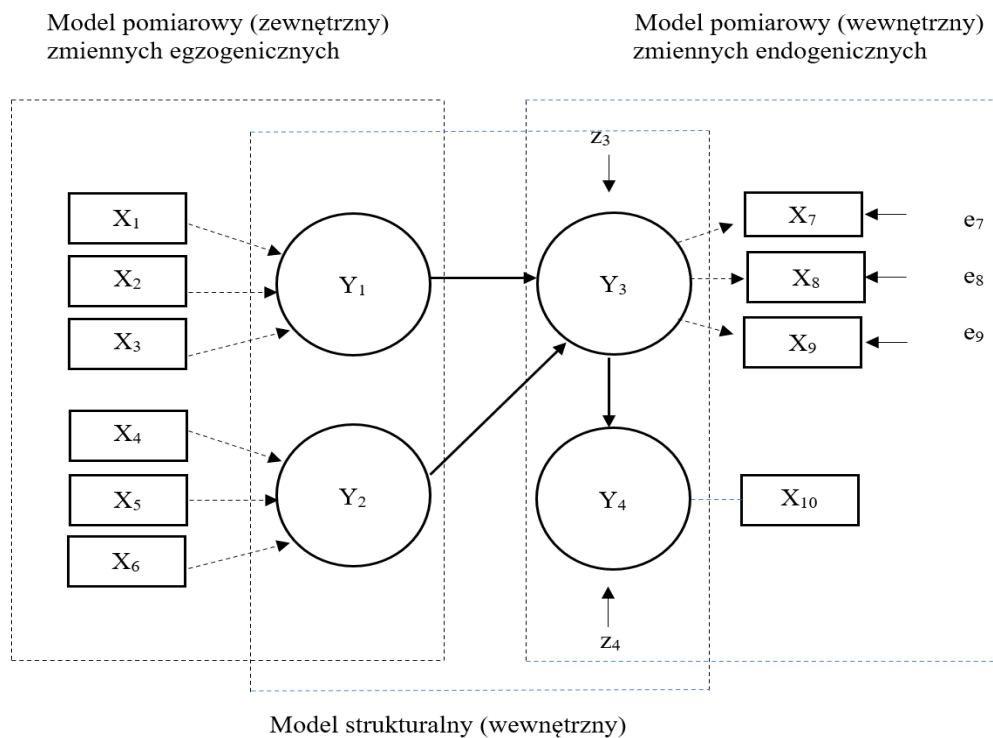 Model pomiarowy (zewnętrzny)
zmiennych egzogenicznych
Model pomiarowy (wewnętrzny)
zmiennych endogenicznych
z₃
X₁
X₂
X₃
Y₁
Y₃
X₇
e₇
X₈
e₈
X₉
e₉
X₄
X₅
X₆
Y₂
Y₄
X₁₀
z₄
Model strukturalny (wewnętrzny)